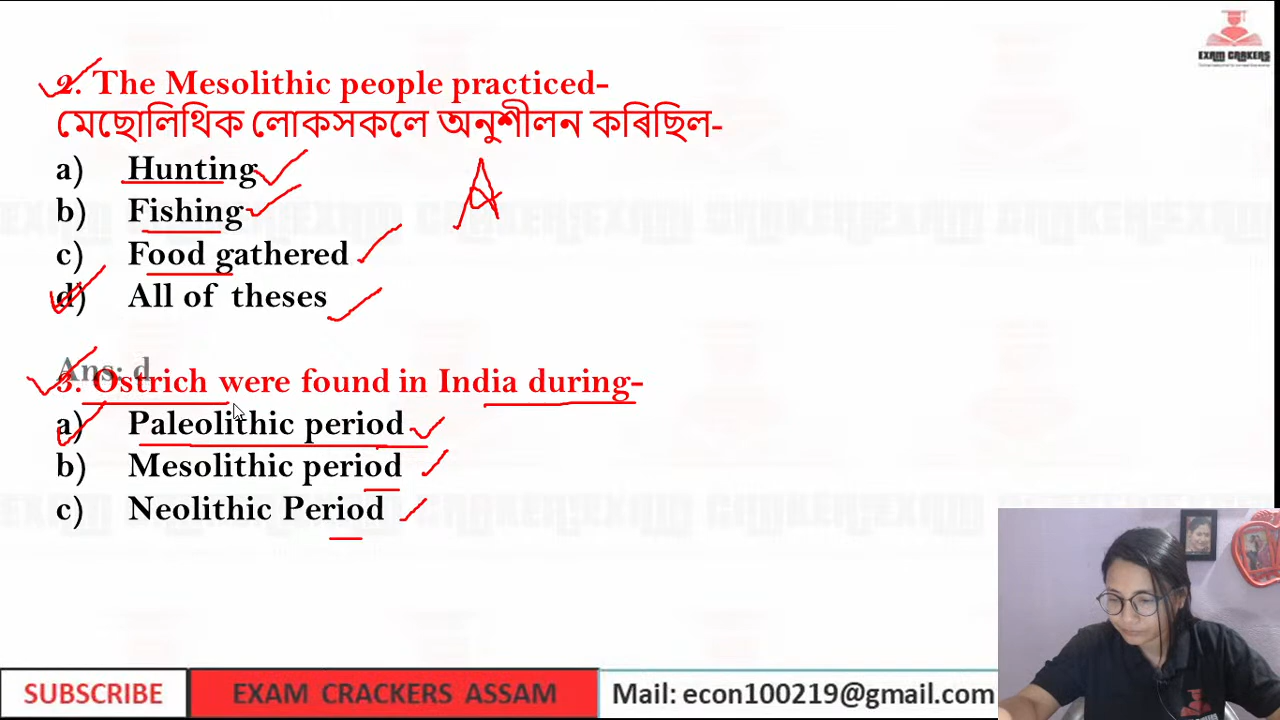 EXAM CRAKERS
2. The Mesolithic people practiced-
মেছোলিথিক লোকসকলে অনুশীলন কৰিছিল-
a) Hunting
b) Fishing
c) Food gathered
d) All of theses
Ans: d
3. Ostrich were found in India during-
a) Paleolithic period
b) Mesolithic period
c) Neolithic Period
SUBSCRIBE EXAM CRACKERS ASSAM Mail: econ100219@gmail.com